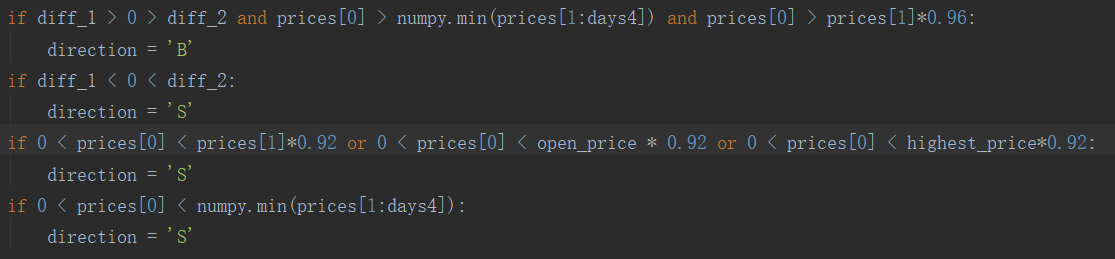 if diff_1 > 0 > diff_2 and prices[0] > numpy.min(prices[1:days4]) and prices[0] > prices[1]*0.96:
    direction = 'B'
if diff_1 < 0 < diff_2:
    direction = 'S'
if 0 < prices[0] < prices[1]*0.92 or 0 < prices[0] < open_price * 0.92 or 0 < prices[0] < highest_price*0.92:
    direction = 'S'
if 0 < prices[0] < numpy.min(prices[1:days4]):
    direction = 'S'